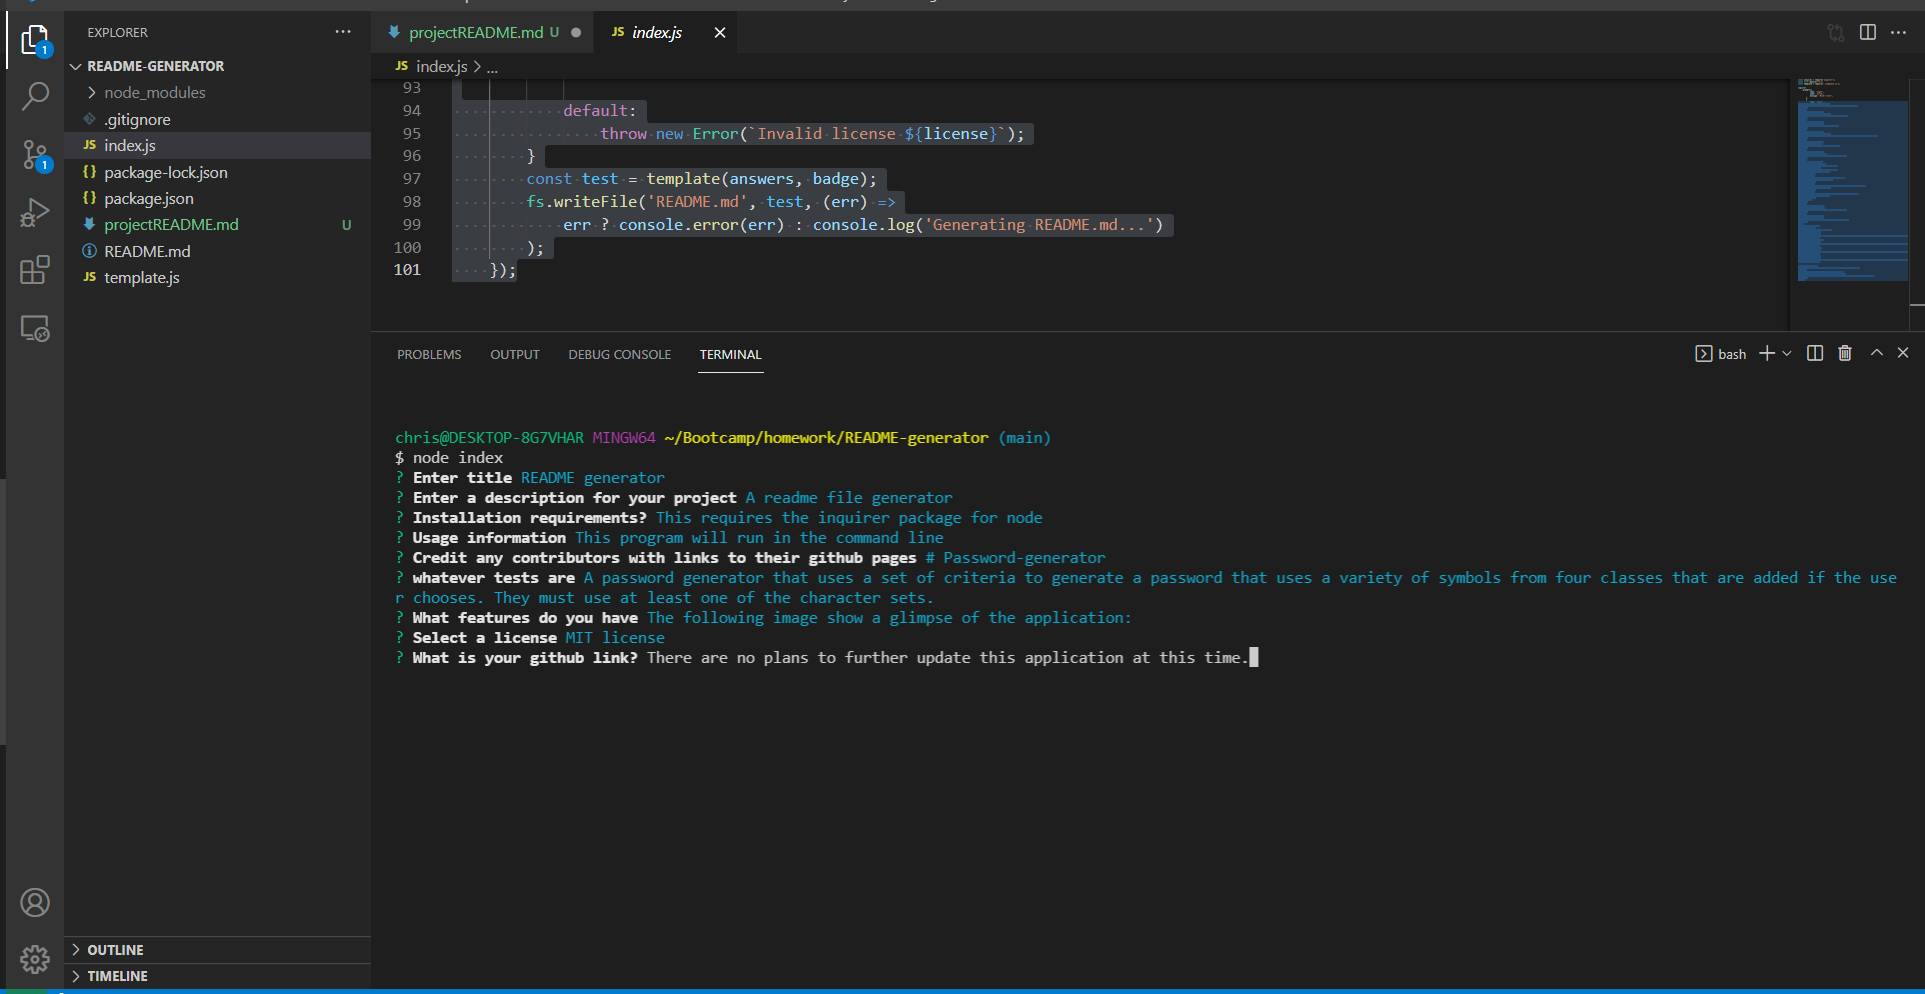 EXPLORER ···
README-GENERATOR
node_modules
.gitignore
JS index.js
{} package-lock.json
{} package.json
projectREADME.md U
README.md
JS template.js
OUTLINE
TIMELINE
1
1
projectREADME.md U ●
JS index.js ×
JS index.js > ...
93
94 default:
95 throw new Error(`Invalid license ${license}`);
96 }
97 const test = template(answers, badge);
98 fs.writeFile('README.md', test, (err) =>
99 err ? console.error(err) : console.log('Generating README.md...')
100 );
101 });
PROBLEMS OUTPUT DEBUG CONSOLE TERMINAL bash
chris@DESKTOP-8G7VHAR MINGW64 ~/Bootcamp/homework/README-generator (main)
$ node index
? Enter title README generator
? Enter a description for your project A readme file generator
? Installation requirements? This requires the inquirer package for node
? Usage information This program will run in the command line
? Credit any contributors with links to their github pages # Password-generator
? whatever tests are A password generator that uses a set of criteria to generate a password that uses a variety of symbols from four classes that are added if the use
r chooses. They must use at least one of the character sets.
? What features do you have The following image show a glimpse of the application:
? Select a license MIT license
? What is your github link? There are no plans to further update this application at this time.